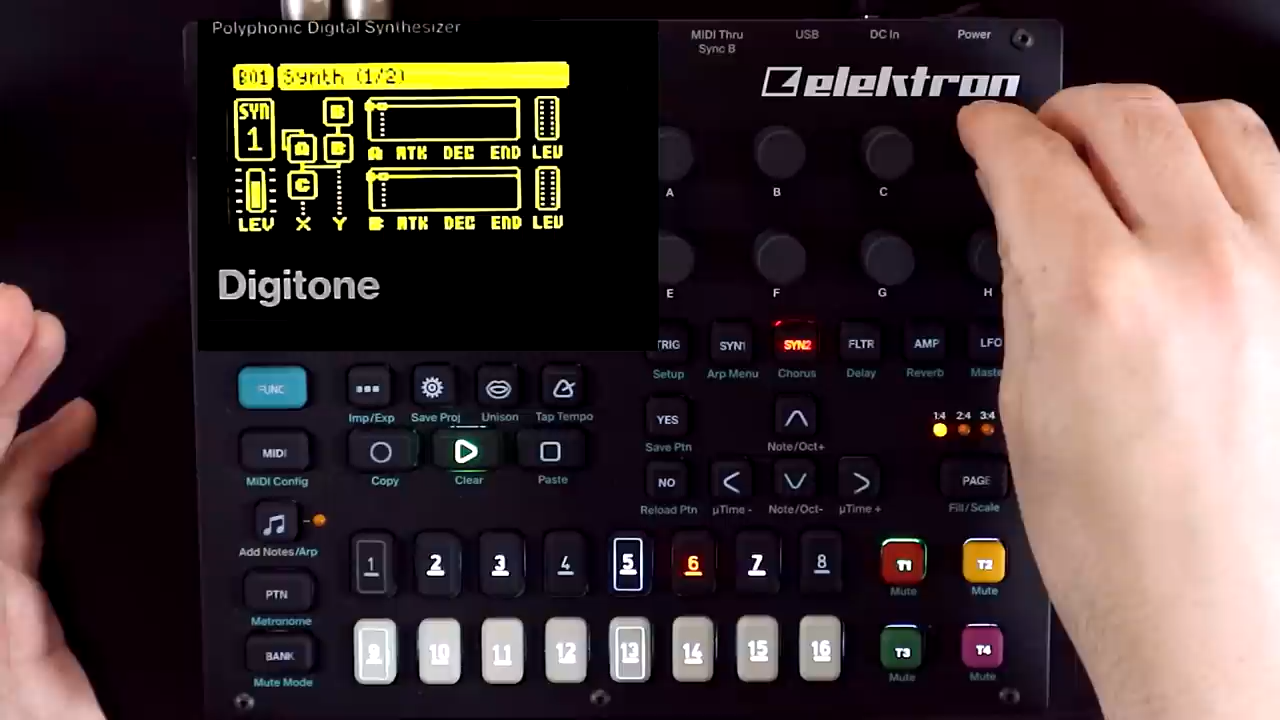 Polyphonic Digital Synthesizer
B01 Synth (1/2)
SYN
1
B
A B
C
A ATK DEC END LEV
LEV X Y B ATK DEC END LEV
Digitone
MIDI Thru
Sync B
USB
DC In
Power
elektron
A B C
E F G H
TRIG SYN1 SYN2 FLTR AMP LFO
Setup Arp Menu Chorus Delay Reverb Maste
FUNC
Imp/Exp Save Proj Unison Tap Tempo
YES
Save Ptn
Note/Oct+
1:4 2:4 3:4
MIDI
MIDI Config
Copy Clear Paste
NO
Reload Ptn µTime - Note/Oct- µTime +
PAGE
Fill/Scale
Add Notes/Arp
PTN
Metronome
BANK
Mute Mode
1 2 3 4 5 6 7 8
9 10 11 12 13 14 15 16
T1 T2
Mute Mute
T3 T4
Mute Mute